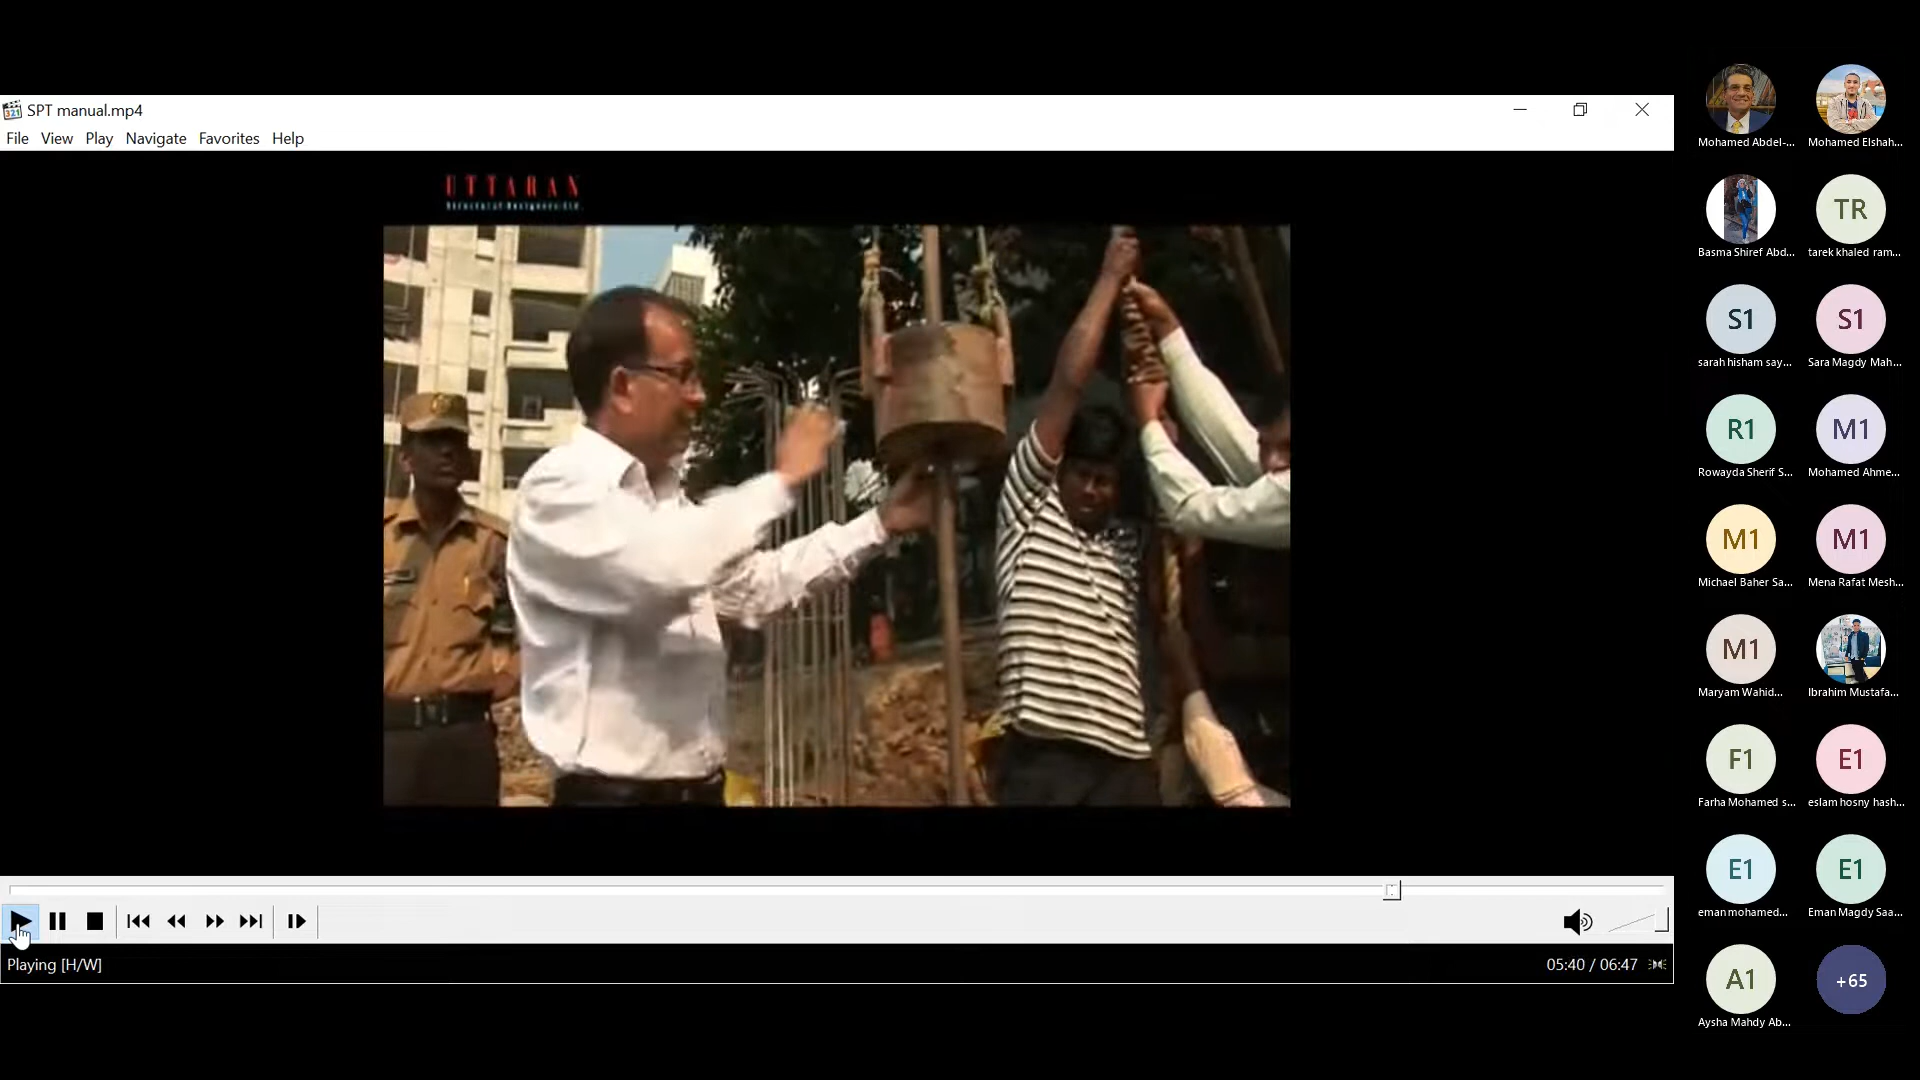 SPT manual.mp4
File View Play Navigate Favorites Help
UTTARAN
Structural Designers Ltd.
Playing [H/W]
05:40 / 06:47
Mohamed Abdel-...
Mohamed Elshah...
Basma Shiref Abd...
TR
tarek khaled ram...
S1
sarah hisham say...
S1
Sara Magdy Mah...
R1
Rowayda Sherif S...
M1
Mohamed Ahme...
M1
Michael Baher Sa...
M1
Mena Rafat Mesh...
M1
Maryam Wahid...
Ibrahim Mustafa...
F1
Farha Mohamed s...
E1
eslam hosny hash...
E1
eman mohamed...
E1
Eman Magdy Saa...
A1
Aysha Mahdy Ab...
+65